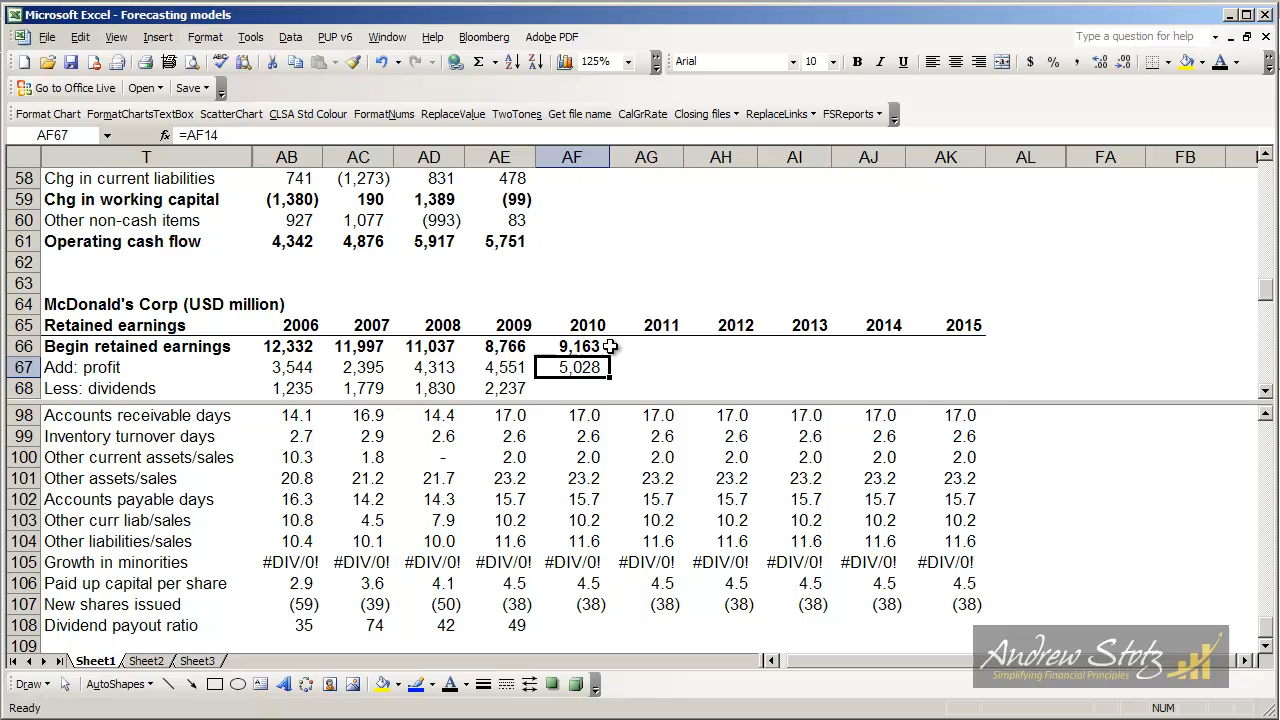 Microsoft Excel - Forecasting models
File Edit View Insert Format Tools Data PUP v6 Window Help Bloomberg Adobe PDF Type a question for help
125% Arial 10 B I U $ % ,
Go to Office Live Open Save
Format Chart FormatChartsTextBox ScatterChart CLSA Std Colour FormatNums ReplaceValue TwoTones Get file name CalGrRate Closing files ReplaceLinks FSReports
AF67 fx =AF14
T AB AC AD AE AF AG AH AI AJ AK AL FA FB
58 Chg in current liabilities 741 (1,273) 831 478
59 Chg in working capital (1,380) 190 1,389 (99)
60 Other non-cash items 927 1,077 (993) 83
61 Operating cash flow 4,342 4,876 5,917 5,751
62
63
64 McDonald's Corp (USD million)
65 Retained earnings 2006 2007 2008 2009 2010 2011 2012 2013 2014 2015
66 Begin retained earnings 12,332 11,997 11,037 8,766 9,163
67 Add: profit 3,544 2,395 4,313 4,551 5,028
68 Less: dividends 1,235 1,779 1,830 2,237
98 Accounts receivable days 14.1 16.9 14.4 17.0 17.0 17.0 17.0 17.0 17.0 17.0
99 Inventory turnover days 2.7 2.9 2.6 2.6 2.6 2.6 2.6 2.6 2.6 2.6
100 Other current assets/sales 10.3 1.8 - 2.0 2.0 2.0 2.0 2.0 2.0 2.0
101 Other assets/sales 20.8 21.2 21.7 23.2 23.2 23.2 23.2 23.2 23.2 23.2
102 Accounts payable days 16.3 14.2 14.3 15.7 15.7 15.7 15.7 15.7 15.7 15.7
103 Other curr liab/sales 10.8 4.5 7.9 10.2 10.2 10.2 10.2 10.2 10.2 10.2
104 Other liabilities/sales 10.4 10.1 10.0 11.6 11.6 11.6 11.6 11.6 11.6 11.6
105 Growth in minorities #DIV/0! #DIV/0! #DIV/0! #DIV/0! #DIV/0! #DIV/0! #DIV/0! #DIV/0! #DIV/0! #DIV/0!
106 Paid up capital per share 2.9 3.6 4.1 4.5 4.5 4.5 4.5 4.5 4.5 4.5
107 New shares issued (59) (39) (50) (38) (38) (38) (38) (38) (38) (38)
108 Dividend payout ratio 35 74 42 49
109
Andrew Stotz
Simplifying Financial Principles
Sheet1 Sheet2 Sheet3
Draw AutoShapes
Ready NUM